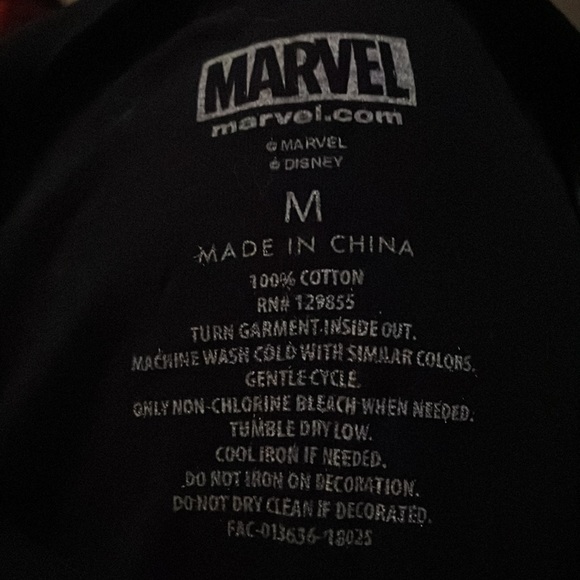 MARVEL
marvel.com
© MARVEL
© DISNEY
M
MADE IN CHINA
100% COTTON
RN# 129855
TURN GARMENT INSIDE OUT.
MACHINE WASH COLD WITH SIMILAR COLORS.
GENTLE CYCLE.
ONLY NON-CHLORINE BLEACH WHEN NEEDED.
TUMBLE DRY LOW.
COOL IRON IF NEEDED.
DO NOT IRON ON DECORATION.
DO NOT DRY CLEAN IF DECORATED.
FAC-013636-18025